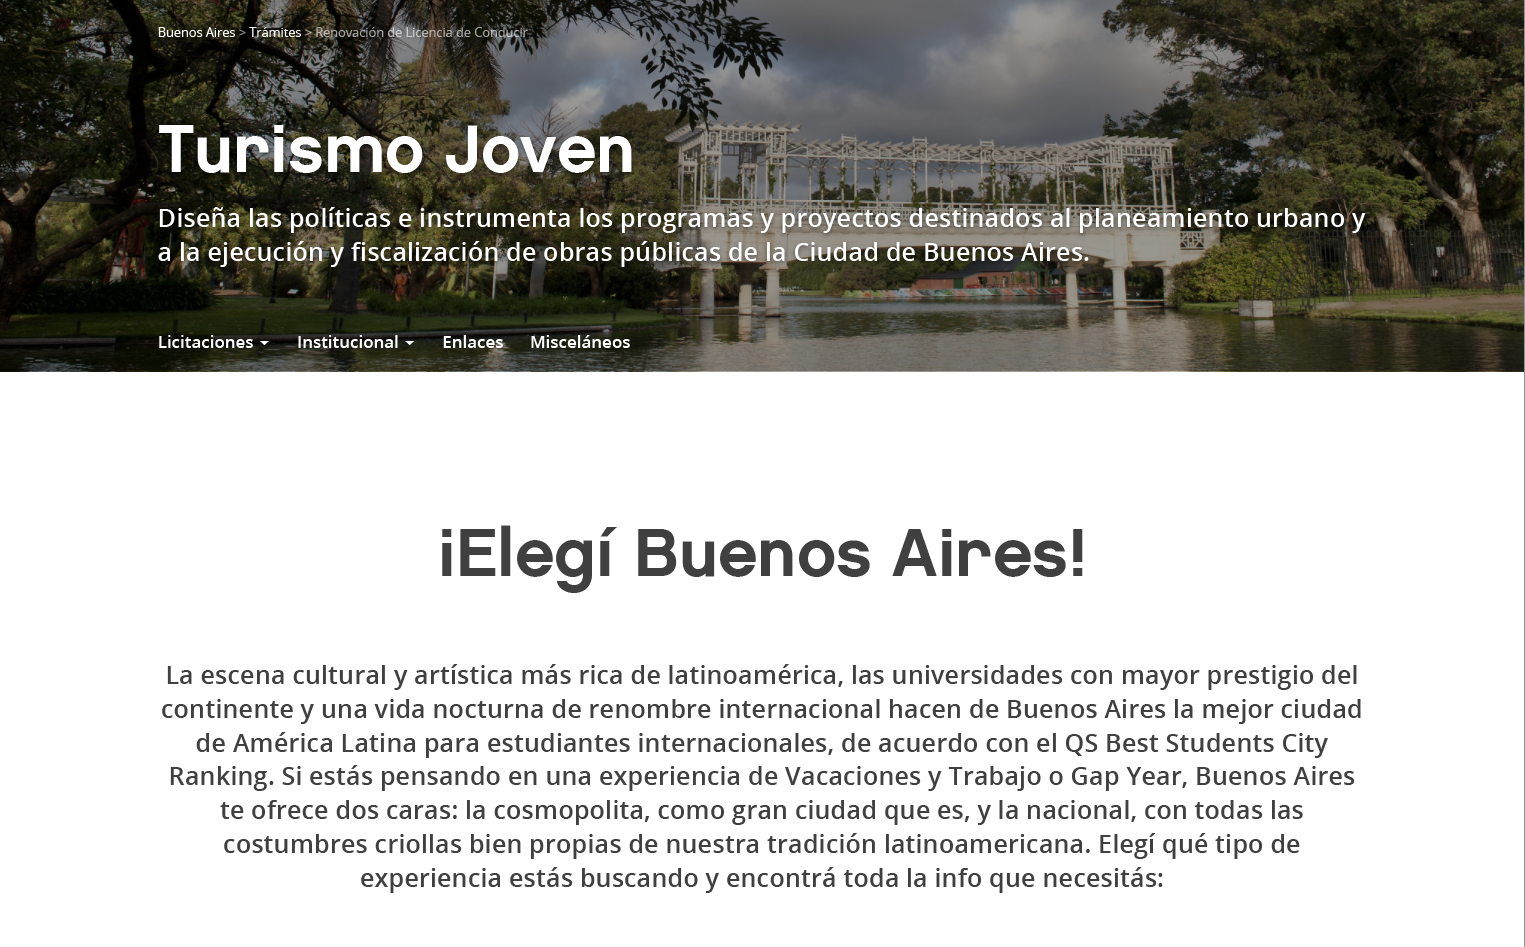 Buenos Aires > Trámites > Renovación de Licencia de Conducir
Turismo Joven
Diseña las políticas e instrumenta los programas y proyectos destinados al planeamiento urbano y
a la ejecución y fiscalización de obras públicas de la Ciudad de Buenos Aires.
Licitaciones Institucional Enlaces Misceláneos
¡Elegí Buenos Aires!
La escena cultural y artística más rica de latinoamérica, las universidades con mayor prestigio del
continente y una vida nocturna de renombre internacional hacen de Buenos Aires la mejor ciudad
de América Latina para estudiantes internacionales, de acuerdo con el QS Best Students City
Ranking. Si estás pensando en una experiencia de Vacaciones y Trabajo o Gap Year, Buenos Aires
te ofrece dos caras: la cosmopolita, como gran ciudad que es, y la nacional, con todas las
costumbres criollas bien propias de nuestra tradición latinoamericana. Elegí qué tipo de
experiencia estás buscando y encontrá toda la info que necesitás: